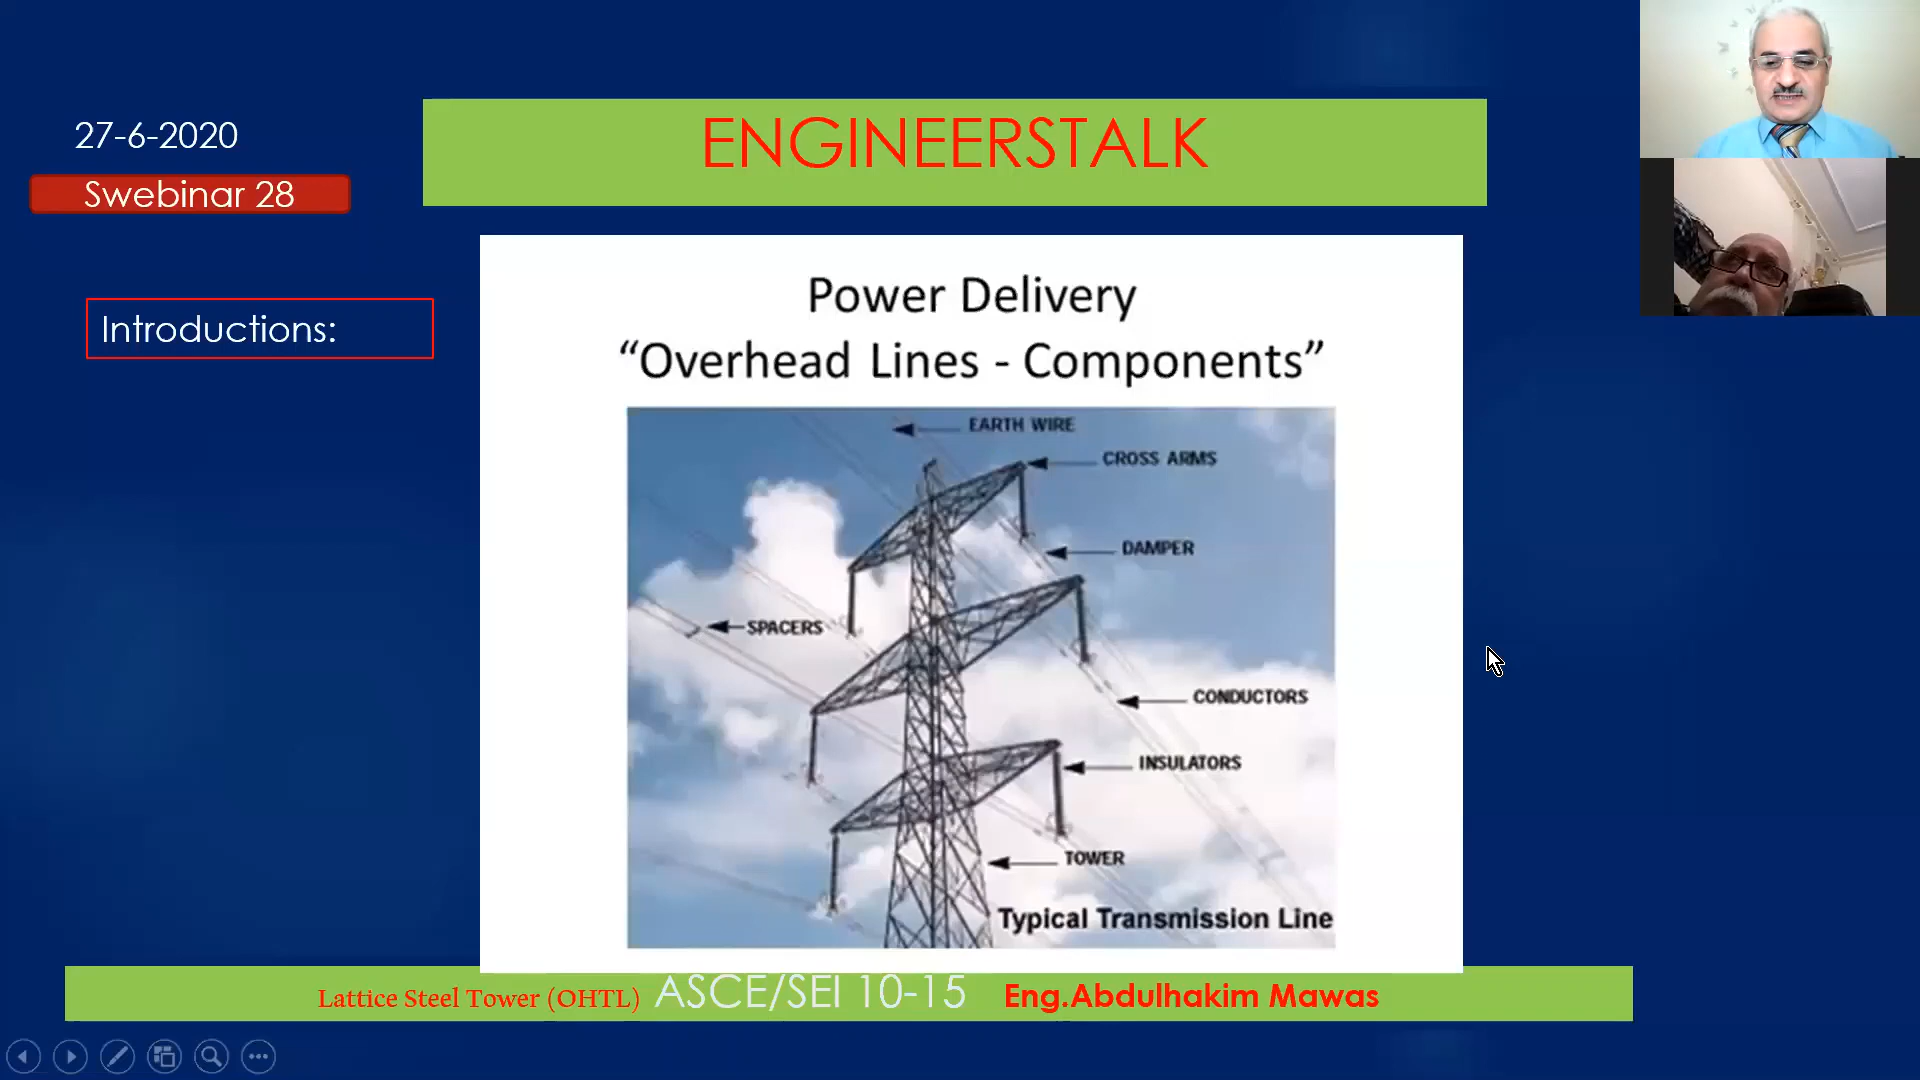 27-6-2020
Swebinar 28
ENGINEERSTALK
Introductions:
Power Delivery
“Overhead Lines - Components”
EARTH WIRE
CROSS ARMS
DAMPER
SPACERS
CONDUCTORS
INSULATORS
TOWER
Typical Transmission Line
Lattice Steel Tower (OHTL) ASCE/SEI 10-15 Eng.Abdulhakim Mawas